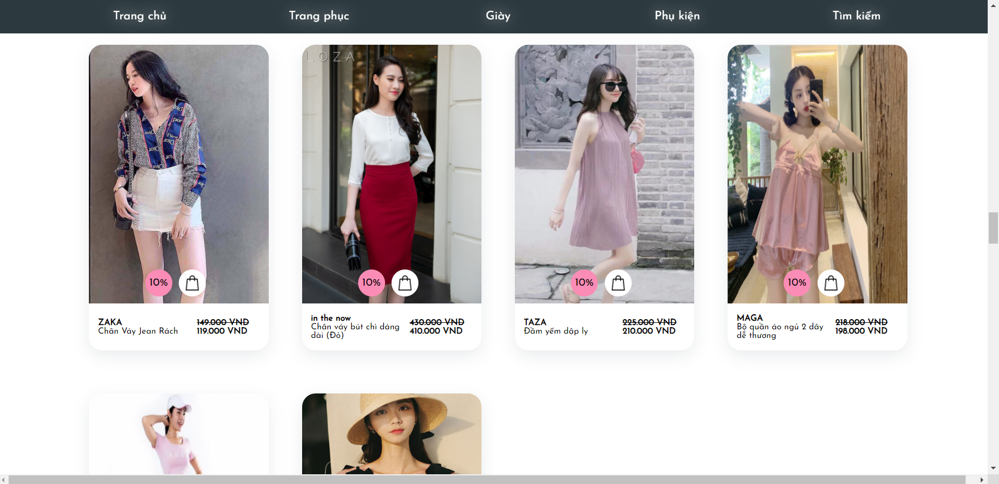 Trang chủ
Trang phục
Giày
Phụ kiện
Tìm kiếm
LOZA
10%
10%
10%
10%
ZAKA
Chân Váy Jean Rách
149.000 VND
119.000 VND
in the now
Chân váy bút chì dáng
dài (Đỏ)
430.000 VND
410.000 VND
TAZA
Đầm yếm dập ly
225.000 VND
210.000 VND
MAGA
Bộ quần áo ngủ 2 dây
dễ thương
218.000 VND
198.000 VND